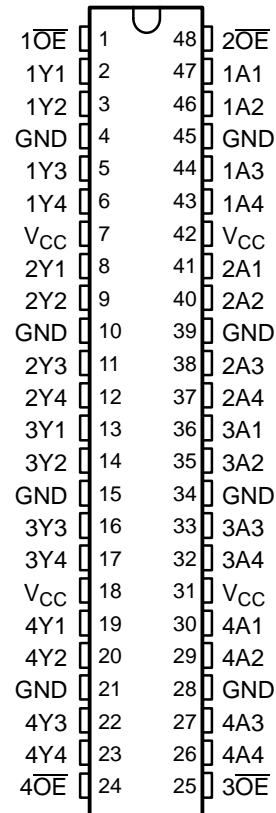 1O̅E̅ 1 48 2O̅E̅
1Y1 2 47 1A1
1Y2 3 46 1A2
GND 4 45 GND
1Y3 5 44 1A3
1Y4 6 43 1A4
VCC 7 42 VCC
2Y1 8 41 2A1
2Y2 9 40 2A2
GND 10 39 GND
2Y3 11 38 2A3
2Y4 12 37 2A4
3Y1 13 36 3A1
3Y2 14 35 3A2
GND 15 34 GND
3Y3 16 33 3A3
3Y4 17 32 3A4
VCC 18 31 VCC
4Y1 19 30 4A1
4Y2 20 29 4A2
GND 21 28 GND
4Y3 22 27 4A3
4Y4 23 26 4A4
4O̅E̅ 24 25 3O̅E̅